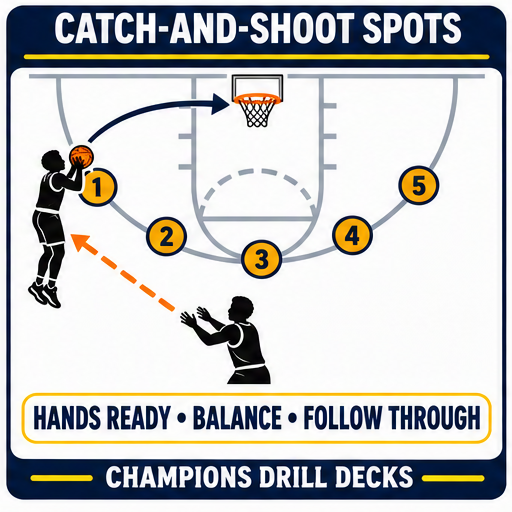 CATCH-AND-SHOOT SPOTS
1
5
2
4
3
HANDS READY • BALANCE • FOLLOW THROUGH
CHAMPIONS DRILL DECKS